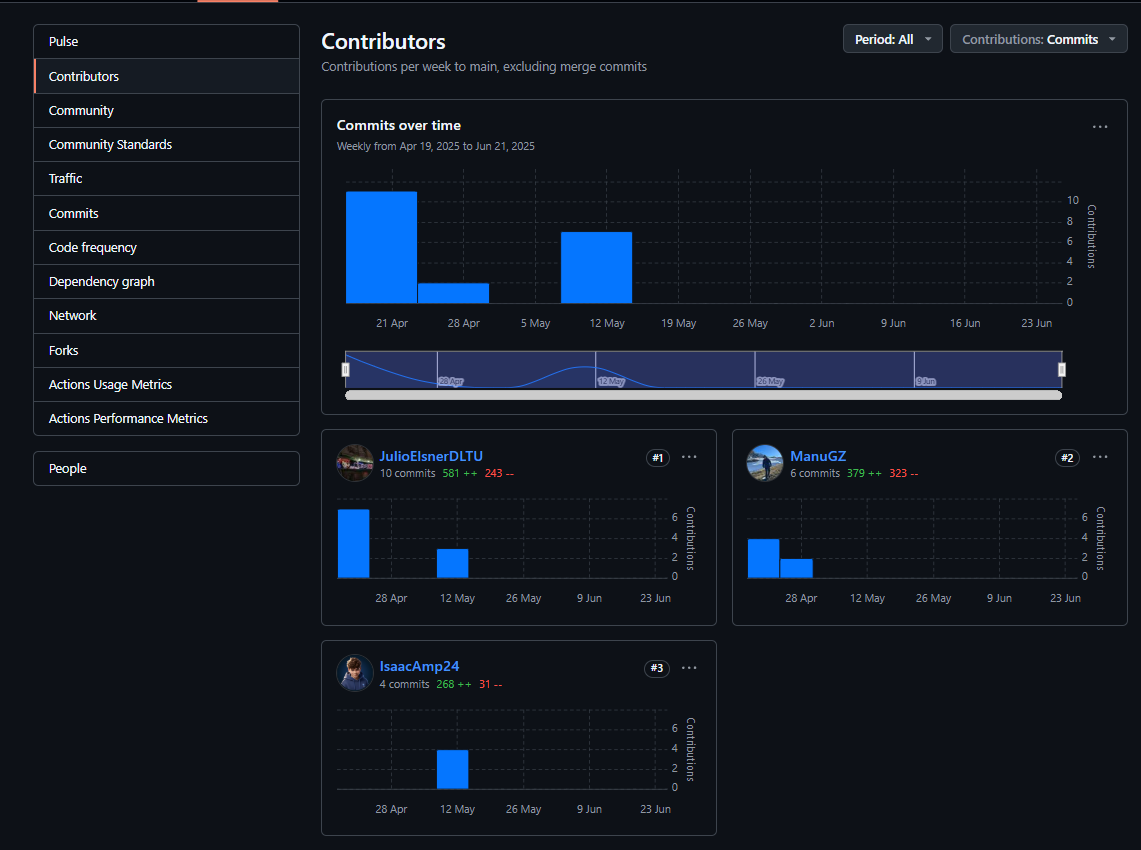 Pulse
Contributors
Community
Community Standards
Traffic
Commits
Code frequency
Dependency graph
Network
Forks
Actions Usage Metrics
Actions Performance Metrics
People
Contributors
Contributions per week to main, excluding merge commits
Period: All
Contributions: Commits
Commits over time
Weekly from Apr 19, 2025 to Jun 21, 2025
10
8
6
4
2
0
Contributions
21 Apr 28 Apr 5 May 12 May 19 May 26 May 2 Jun 9 Jun 16 Jun 23 Jun
28 Apr 12 May 26 May 9 Jun
JulioElsnerDLTU #1
10 commits 581 ++ 243 --
6
4
2
0
Contributions
28 Apr 12 May 26 May 9 Jun 23 Jun
ManuGZ #2
6 commits 379 ++ 323 --
6
4
2
0
Contributions
28 Apr 12 May 26 May 9 Jun 23 Jun
IsaacAmp24 #3
4 commits 268 ++ 31 --
6
4
2
0
Contributions
28 Apr 12 May 26 May 9 Jun 23 Jun